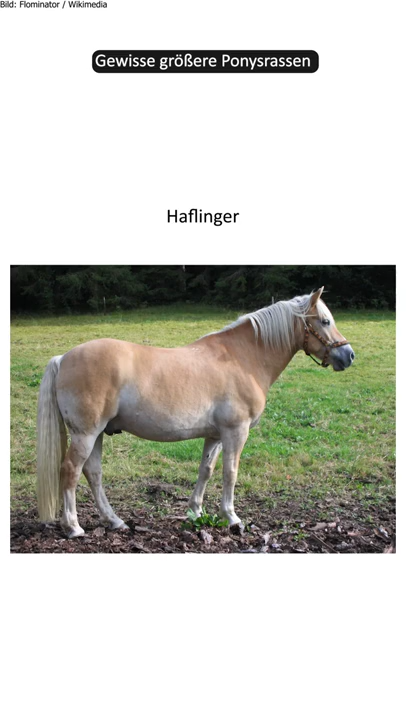 Bild: Flominator / Wikimedia
Gewisse größere Ponysrassen
Haflinger